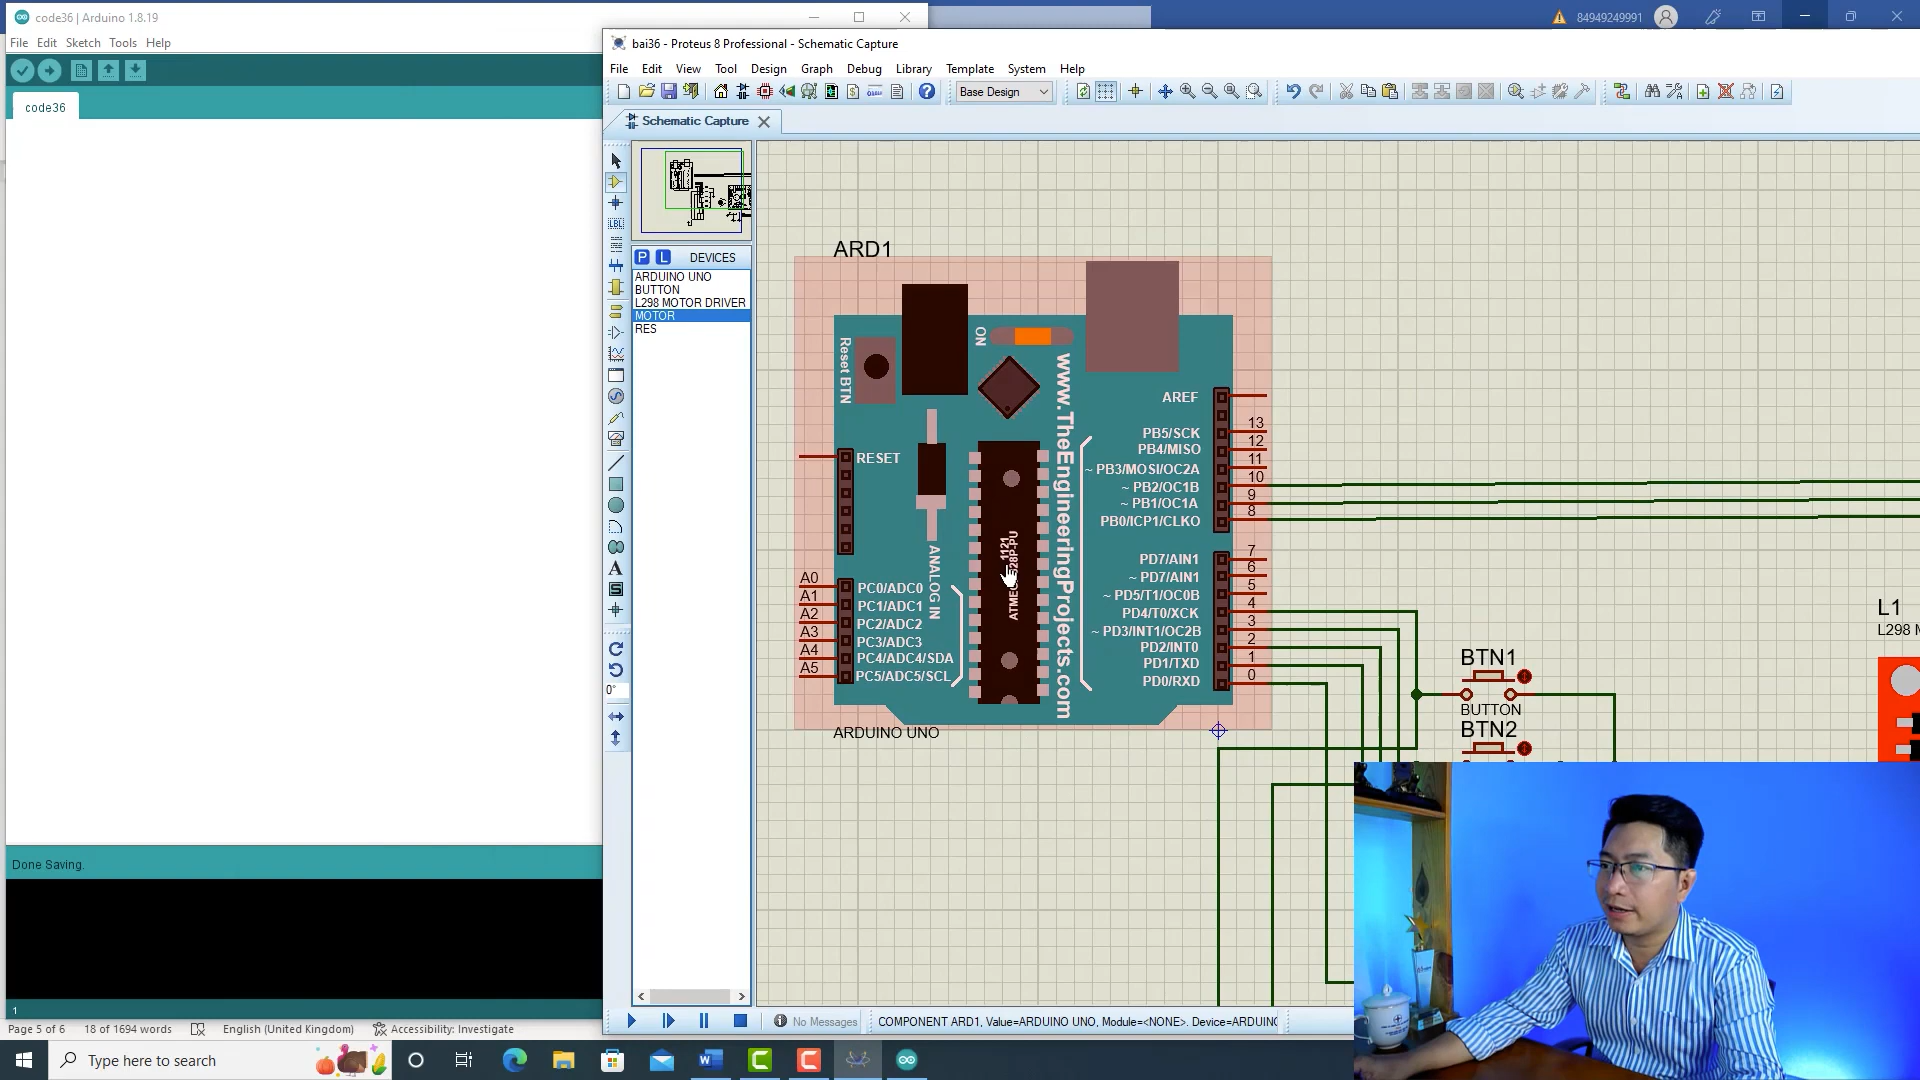 code36 | Arduino 1.8.19
File Edit Sketch Tools Help
code36
Done Saving.
1
84949249991
bai36 - Proteus 8 Professional - Schematic Capture
File Edit View Tool Design Graph Debug Library Template System Help
Base Design
Schematic Capture
P L DEVICES
ARDUINO UNO
BUTTON
L298 MOTOR DRIVER
MOTOR
RES
LBL
A
S
0°
ARD1
Reset BTN
ON
www.TheEngineeringProjects.com
ANALOG IN
1121
RESET
AREF
PB5/SCK 13
PB4/MISO 12
~ PB3/MOSI/OC2A 11
~ PB2/OC1B 10
~ PB1/OC1A 9
PB0/ICP1/CLKO 8
PD7/AIN1 7
~ PD7/AIN1 6
~ PD5/T1/OC0B 5
PD4/T0/XCK 4
~ PD3/INT1/OC2B 3
PD2/INT0 2
PD1/TXD 1
PD0/RXD 0
A0 PC0/ADC0
A1 PC1/ADC1
A2 PC2/ADC2
A3 PC3/ADC3
A4 PC4/ADC4/SDA
A5 PC5/ADC5/SCL
ARDUINO UNO
BTN1
BUTTON
BTN2
L1
L298 M
No Messages
COMPONENT ARD1, Value=ARDUINO UNO, Module=<NONE>. Device=ARDUINO
Page 5 of 6 18 of 1694 words English (United Kingdom) Accessibility: Investigate
Type here to search